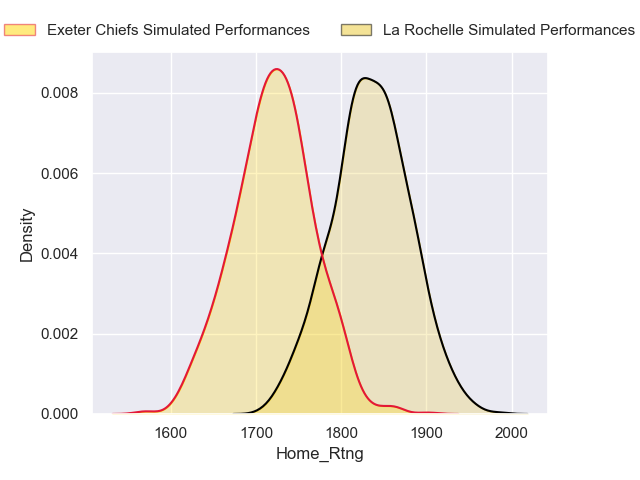 Exeter Chiefs Simulated Performances La Rochelle Simulated Performances
0.008
0.006
0.004
0.002
0.000
Density
1600 1700 1800 1900 2000
Home_Rtng